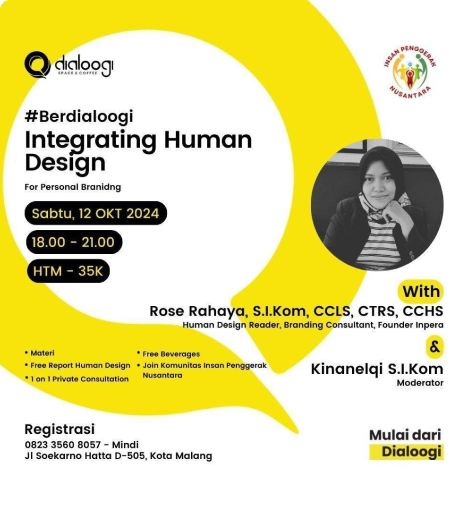 dialoogi
SPACE & COFFEE
INSAN PENGGERAK
NUSANTARA
#Berdialoogi
Integrating Human
Design
For Personal Branidng
Sabtu, 12 OKT 2024
18.00 - 21.00
HTM - 35K
With
Rose Rahaya, S.I.Kom, CCLS, CTRS, CCHS
Human Design Reader, Branding Consultant, Founder Inpera
&
Kinanelqi S.I.Kom
Moderator
• Materi
• Free Report Human Design
• 1 on 1 Private Consultation
• Free Beverages
• Join Komunitas Insan Penggerak
Nusantara
Registrasi
0823 3560 8057 - Mindi
Jl Soekarno Hatta D-505, Kota Malang
Mulai dari
Dialoogi